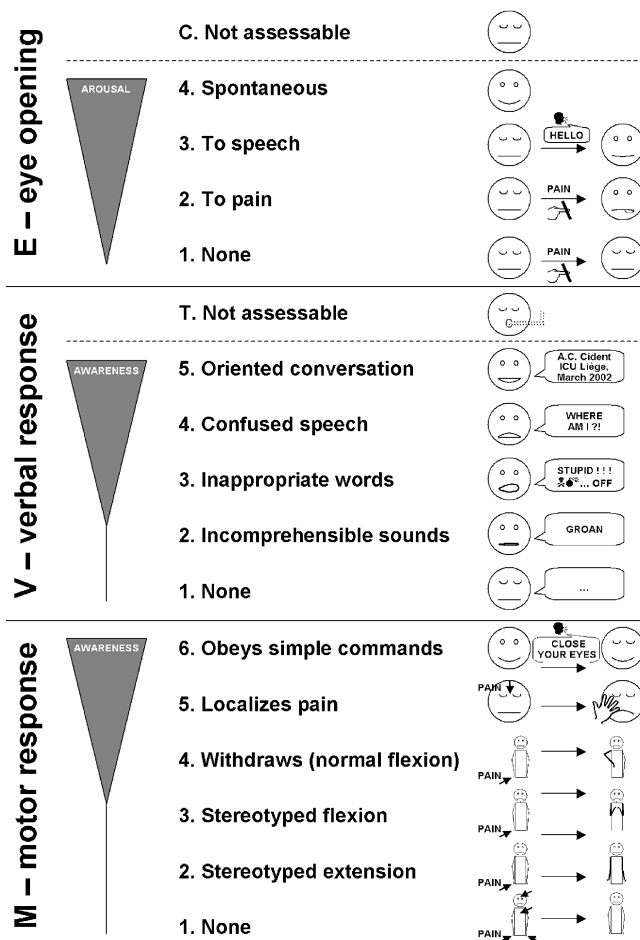 E – eye opening
C. Not assessable
AROUSAL
4. Spontaneous
3. To speech
HELLO
2. To pain
PAIN
1. None
PAIN
V – verbal response
T. Not assessable
AWARENESS
5. Oriented conversation
A.C. Cident
ICU Liège,
March 2002
4. Confused speech
WHERE
AM I ?!
3. Inappropriate words
STUPID ! ! !
... OFF
2. Incomprehensible sounds
GROAN
1. None
...
M – motor response
AWARENESS
6. Obeys simple commands
CLOSE
YOUR EYES
5. Localizes pain
PAIN
4. Withdraws (normal flexion)
PAIN
3. Stereotyped flexion
PAIN
2. Stereotyped extension
PAIN
1. None
PAIN